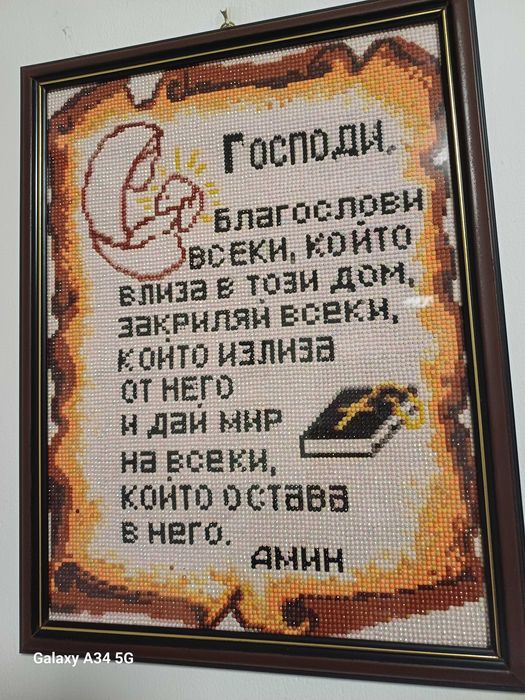 Господи,
Благослови
всеки, който
влиза в този дом,
закриляй всеки,
който излиза
от него
и дай мир
на всеки,
който остава
в него.
Амин
Galaxy A34 5G